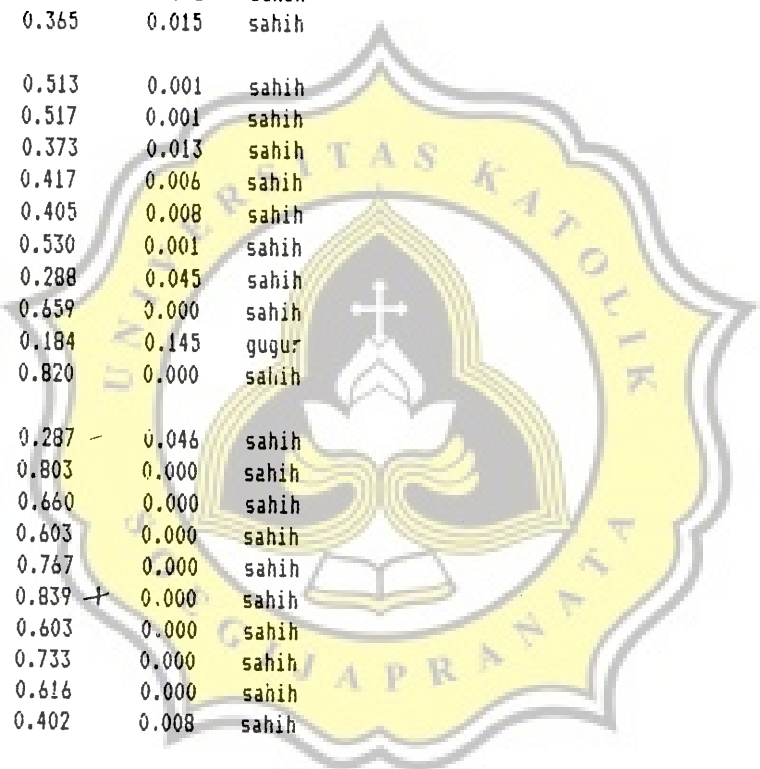 0.365 0.015 sahih
0.513 0.001 sahih
0.517 0.001 sahih
0.373 0.013 sahih
0.417 0.006 sahih
0.405 0.008 sahih
0.530 0.001 sahih
0.288 0.045 sahih
0.659 0.000 sahih
0.184 0.145 gugur
0.820 0.000 sahih
0.287 - 0.046 sahih
0.803 0.000 sahih
0.660 0.000 sahih
0.603 0.000 sahih
0.767 0.000 sahih
0.839 0.000 sahih
0.603 0.000 sahih
0.733 0.000 sahih
0.616 0.000 sahih
0.402 0.008 sahih
UNIVERSITAS KATOLIK
SOEGIJAPRANATA